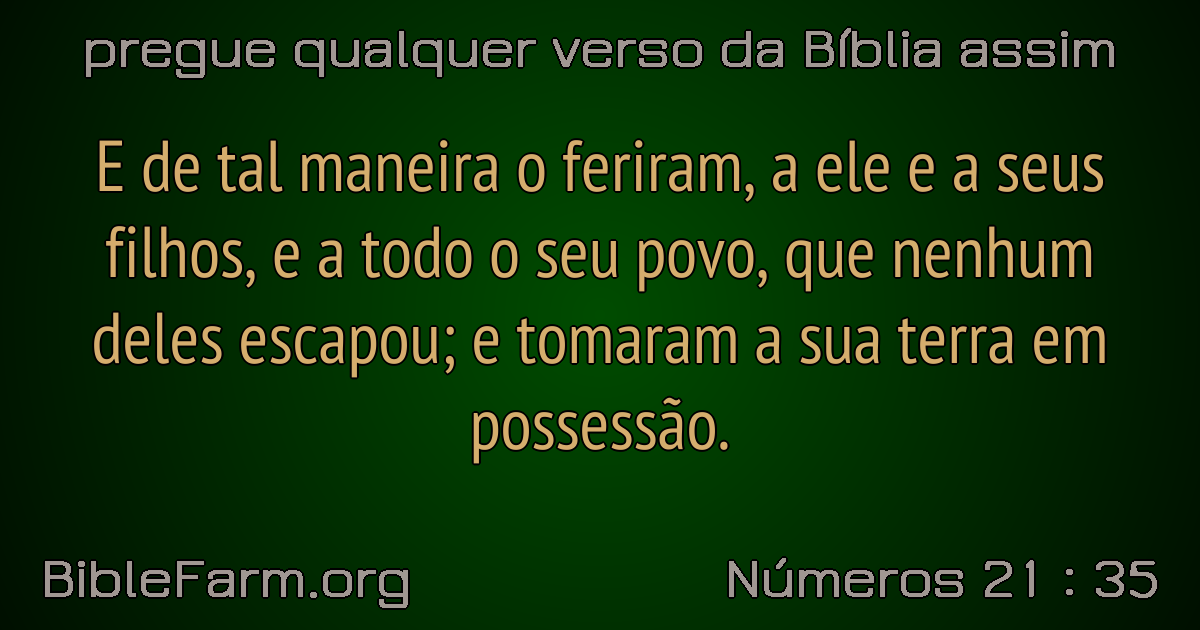 pregue qualquer verso da Bíblia assim
E de tal maneira o feriram, a ele e a seus
filhos, e a todo o seu povo, que nenhum
deles escapou; e tomaram a sua terra em
possessão.
BibleFarm.org
Números 21 : 35